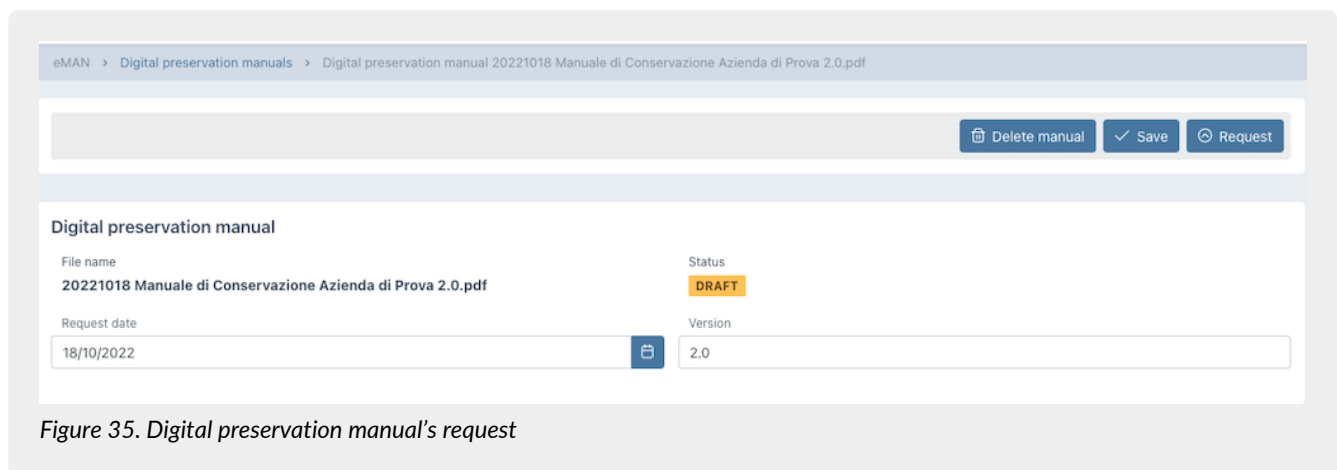 eMAN > Digital preservation manuals > Digital preservation manual 20221018 Manuale di Conservazione Azienda di Prova 2.0.pdf
Delete manual Save Request
Digital preservation manual
File name Status
20221018 Manuale di Conservazione Azienda di Prova 2.0.pdf DRAFT
Request date Version
18/10/2022 2.0
Figure 35. Digital preservation manual's request